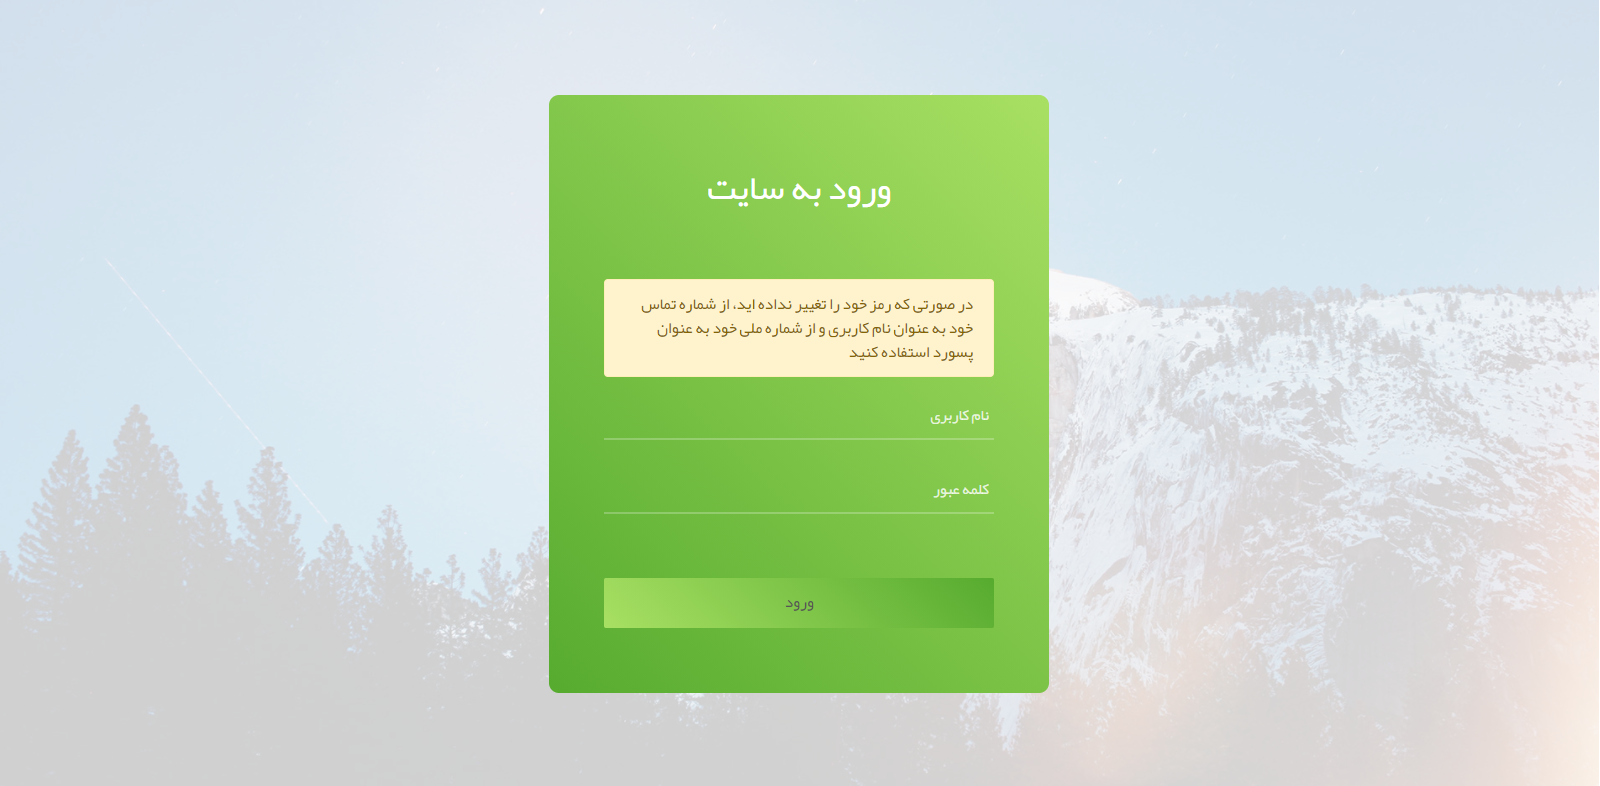 ورود به سایت
در صورتی که رمز خود را تغییر نداده اید، از شماره تماس
خود به عنوان نام کاربری و از شماره ملی خود به عنوان
پسورد استفاده کنید
نام کاربری
کلمه عبور
ورود